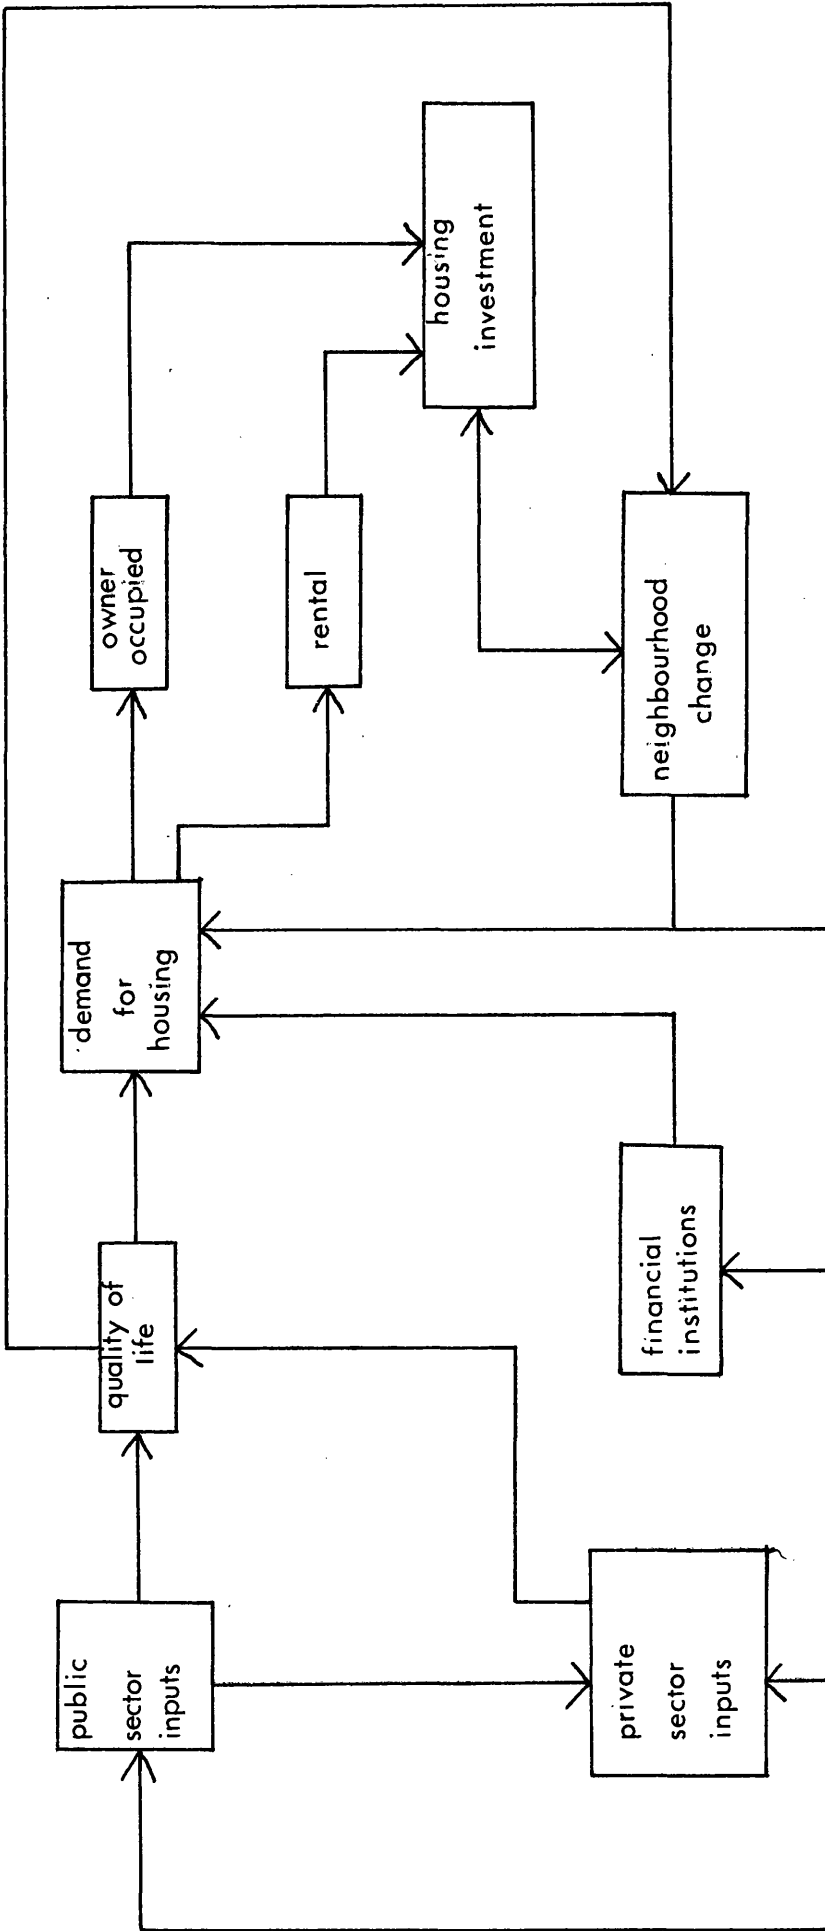 public
sector
inputs
quality of
life
demand
for
housing
owner
occupied
rental
housing
investment
private
sector
inputs
financial
institutions
neighbourhood
change